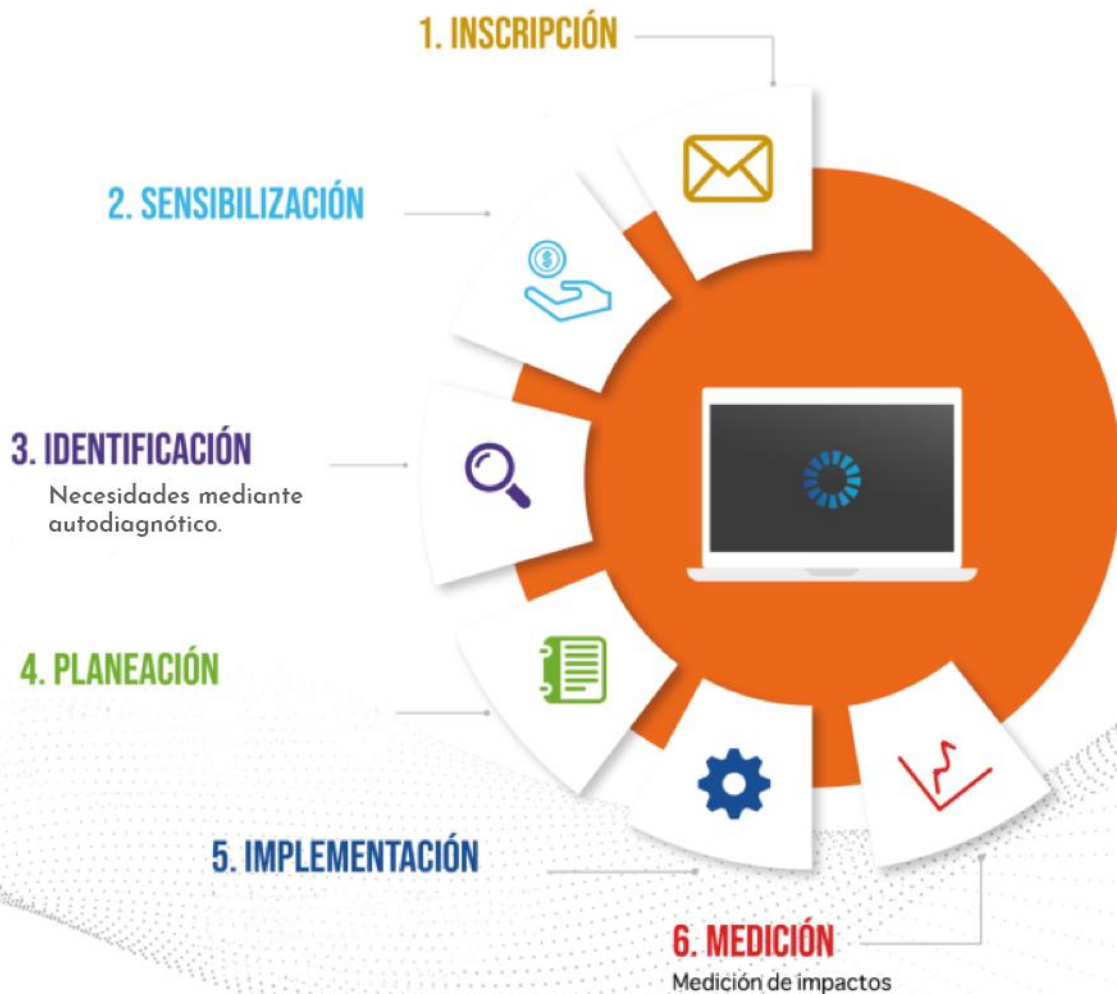 1. INSCRIPCIÓN
2. SENSIBILIZACIÓN
3. IDENTIFICACIÓN
Necesidades mediante
autodiagnótico.
4. PLANEACIÓN
5. IMPLEMENTACIÓN
6. MEDICIÓN
Medición de impactos